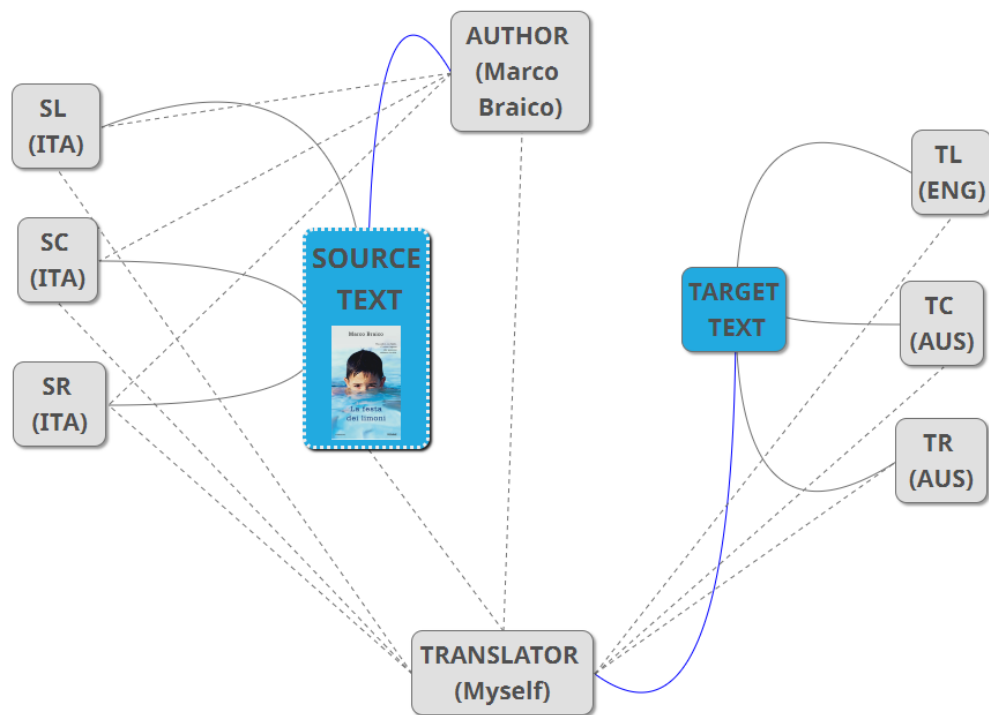 AUTHOR
(Marco
Braico)
SL
(ITA)
SC
(ITA)
SR
(ITA)
SOURCE
TEXT
Marco Braico
La festa
dei limoni
TARGET
TEXT
TL
(ENG)
TC
(AUS)
TR
(AUS)
TRANSLATOR
(Myself)